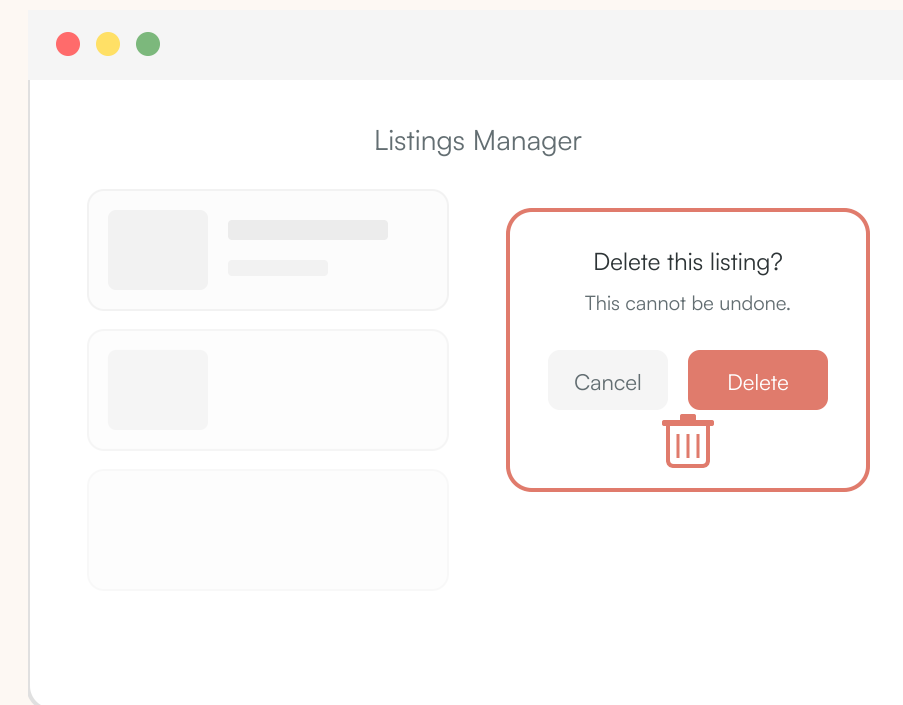 Listings Manager
Delete this listing?
This cannot be undone.
Cancel
Delete